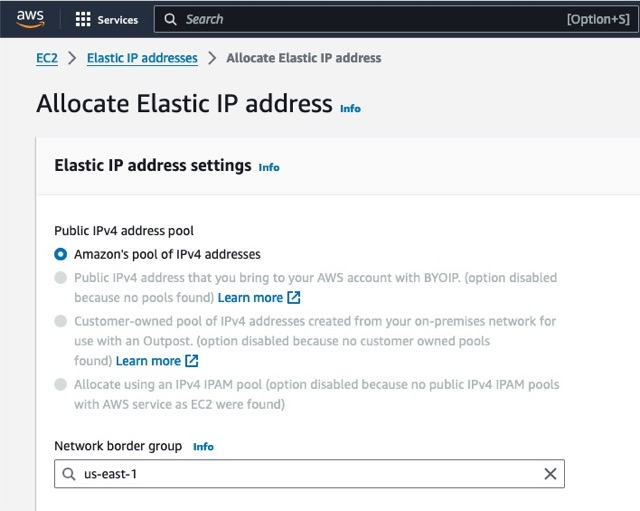 aws
Services
Search
[Option+S]
EC2 > Elastic IP addresses > Allocate Elastic IP address
Allocate Elastic IP address Info
Elastic IP address settings Info
Public IPv4 address pool
Amazon's pool of IPv4 addresses
Public IPv4 address that you bring to your AWS account with BYOIP. (option disabled
because no pools found) Learn more
Customer-owned pool of IPv4 addresses created from your on-premises network for
use with an Outpost. (option disabled because no customer owned pools
found) Learn more
Allocate using an IPv4 IPAM pool (option disabled because no public IPv4 IPAM pools
with AWS service as EC2 were found)
Network border group Info
us-east-1